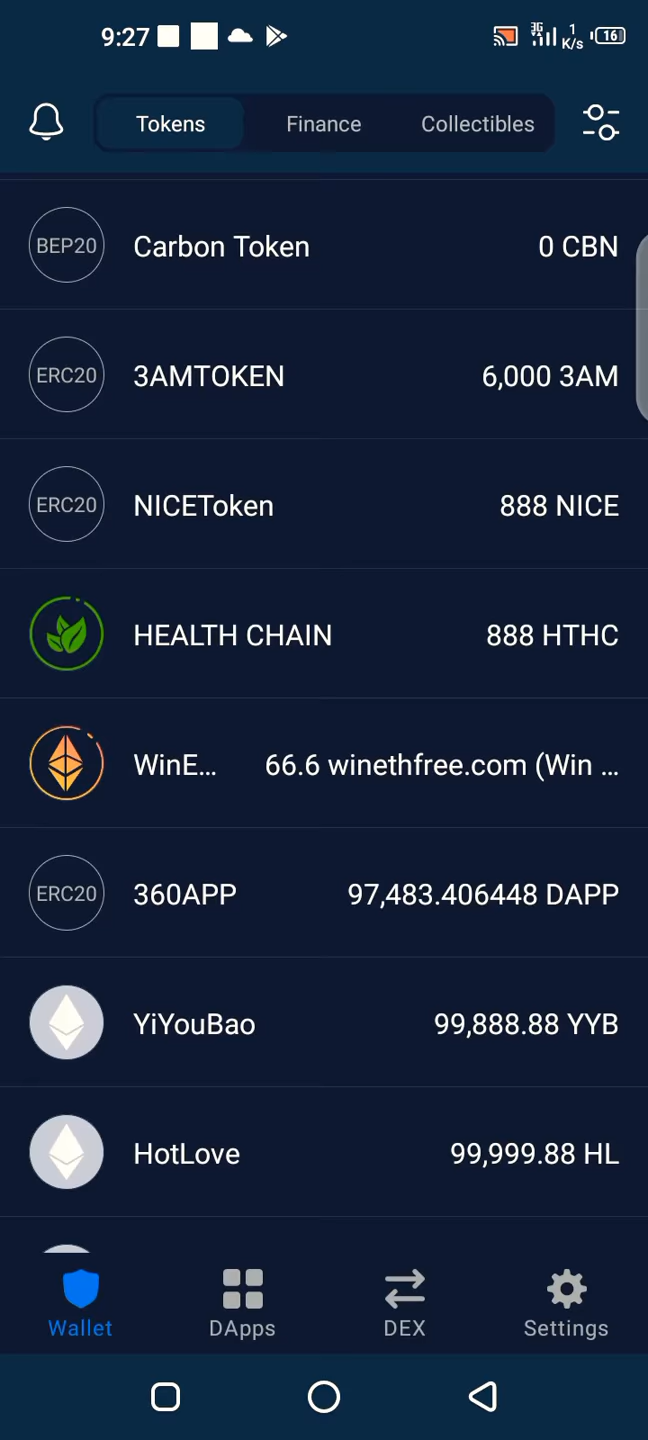 9:27 3G 1 K/s 16
Tokens Finance Collectibles
BEP20 Carbon Token 0 CBN
ERC20 3AMTOKEN 6,000 3AM
ERC20 NICEToken 888 NICE
HEALTH CHAIN 888 HTHC
WinE... 66.6 winethfree.com (Win ...
ERC20 360APP 97,483.406448 DAPP
YiYouBao 99,888.88 YYB
HotLove 99,999.88 HL
Wallet DApps DEX Settings